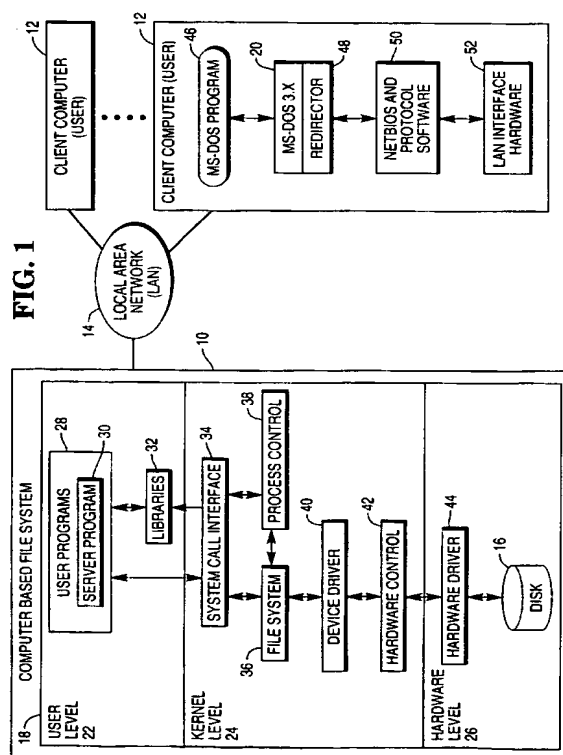 FIG. 1
COMPUTER BASED FILE SYSTEM
10
18
USER
LEVEL 22
USER PROGRAMS
28
SERVER PROGRAM
30
LIBRARIES
32
KERNEL
LEVEL 24
SYSTEM CALL INTERFACE
34
FILE SYSTEM
36
PROCESS CONTROL
38
DEVICE DRIVER
40
HARDWARE CONTROL
42
HARDWARE
LEVEL 26
HARDWARE DRIVER
44
DISK
16
LOCAL AREA
NETWORK
(LAN)
14
CLIENT COMPUTER
(USER)
12
CLIENT COMPUTER (USER)
12
MS-DOS PROGRAM
46
MS-DOS 3.X
20
REDIRECTOR
48
NETBIOS AND
PROTOCOL
SOFTWARE
50
LAN INTERFACE
HARDWARE
52